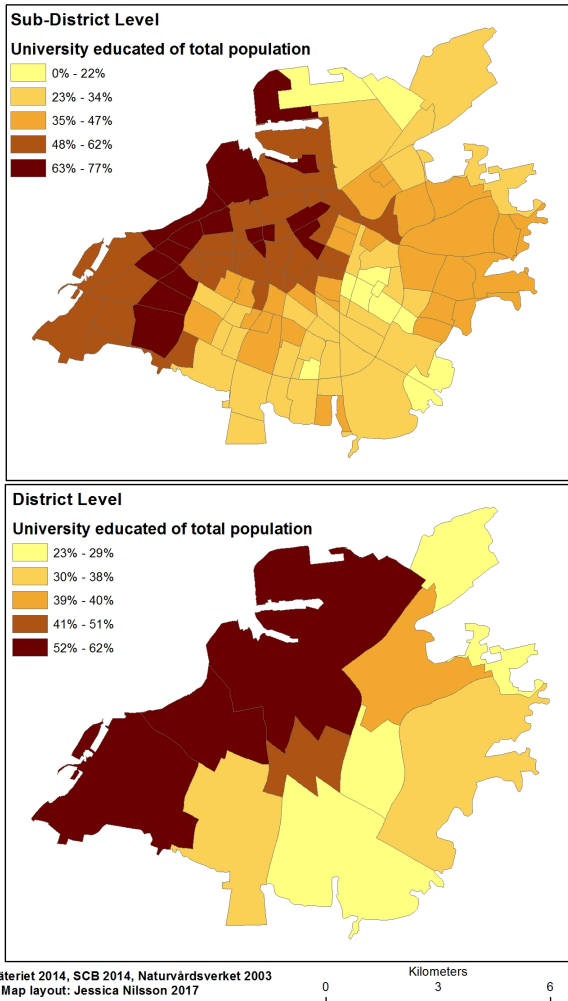 Sub-District Level
University educated of total population
0% - 22%
23% - 34%
35% - 47%
48% - 62%
63% - 77%
District Level
University educated of total population
23% - 29%
30% - 38%
39% - 40%
41% - 51%
52% - 62%
2014, SCB 2014, Naturvårdsverket 2003
Map layout: Jessica Nilsson 2017
Kilometers
0 3 6